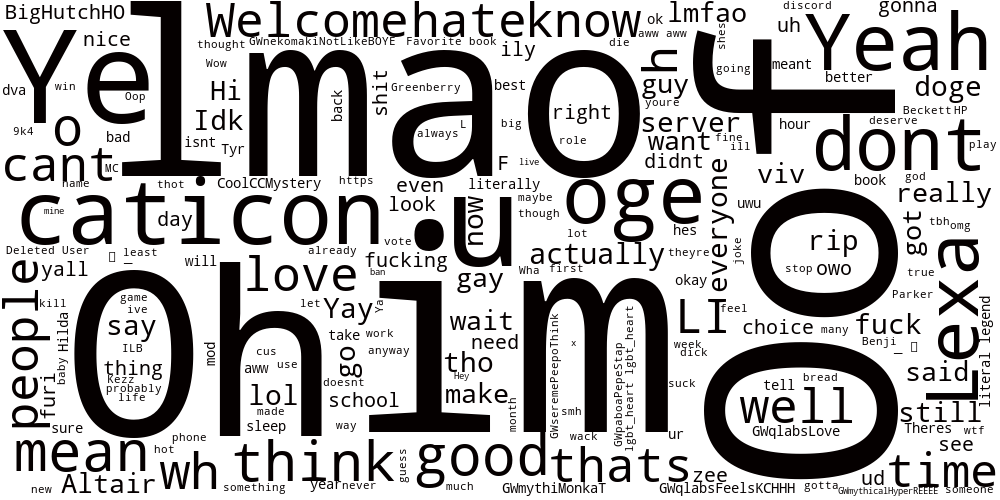 BigHutchHO
Welcomehateknow
ok
lmfao
discord
gonna
nice
thought
GWnekomakiNotLikeBOYE
Favorite book
ily
die
aww aww
shes
uh
Yeah
Ye
lmao
f
Wow
dva
win
Oop
Hi
back
shit
Greenberry
best
right
h
guy
youre
going
meant
better
doge
Beckett
HP
9k4
o
bad
Idk
isnt
Tyr
always
L
big
role
server
want
fine
ill
hour
deserve
dont
play
cant
MC
name
thot
CoolCCMystery
https
F
live
didnt
viv
book
god
really
caticon
mine
day
even
literally
look
maybe
though
oge
everyone
uwu
tbh
omg
i
u
now
lot
hes
got
Deleted User
least
already
vote
fucking
actually
theyre
joke
rip
stop
owo
true
yall
will
love
ban
gay
Wha
first
okay
people
kill
Oh
game
ive
say
ILB
let
Yay
Ya
m
LI
feel
oo
Parker
Lexa
literal legend
baby
Hilda
mod
take
work
wait
need
GWseremePeepoThink
x
GWpaboaPepeStap
lgbt_heart lgbt_heart
week
dick
choice
many
fuck
Benji
thing
Kezz
probably
life
cus
aww
use
go
anyway
tho
Hey
doesnt
make
suck
tell
bread
said
furi
lol
made
sleep
school
way
month
smh
well
GWqlabsLove
still
sure
phone
wack
ur
Theres
wtf
mean
hot
wh
think
guess
good
thats
zee
see
new
Altair
something
year
never
much
GWmythiMonkaT
GWqlabsFeelsKCHHH
gotta
ud
time
GWmythicalHyperREEEE
someone